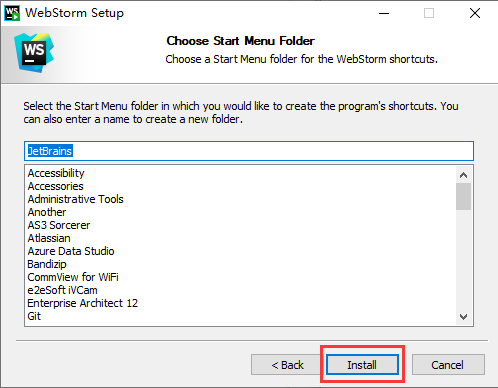 WebStorm Setup
WS
Choose Start Menu Folder
Choose a Start Menu folder for the WebStorm shortcuts.
Select the Start Menu folder in which you would like to create the program's shortcuts. You
can also enter a name to create a new folder.
JetBrains
Accessibility
Accessories
Administrative Tools
Another
AS3 Sorcerer
Atlassian
Azure Data Studio
Bandizip
CommView for WiFi
e2eSoft iVCam
Enterprise Architect 12
Git
< Back Install Cancel